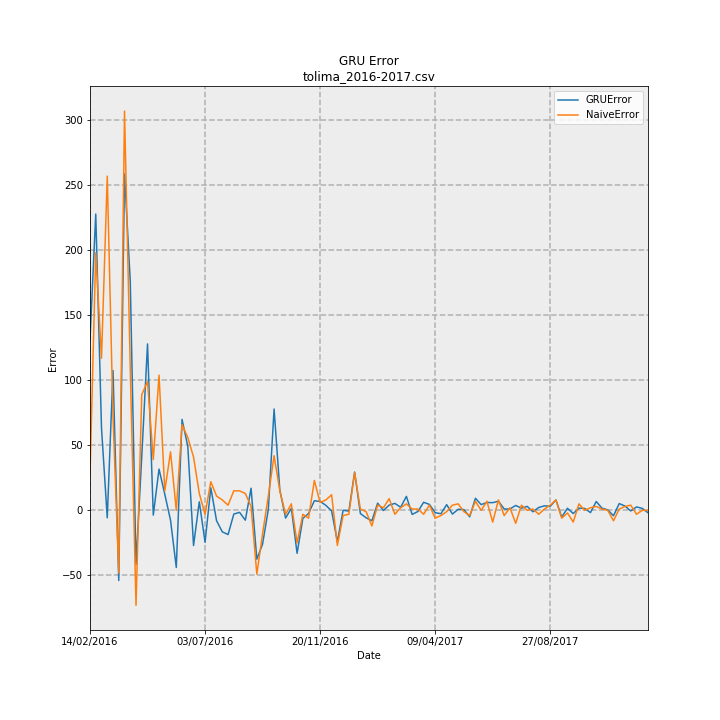 GRU Error
tolima_2016-2017.csv
GRUError
NaiveError
300
250
200
150
100
50
0
−50
Error
14/02/2016 03/07/2016 20/11/2016 09/04/2017 27/08/2017
Date